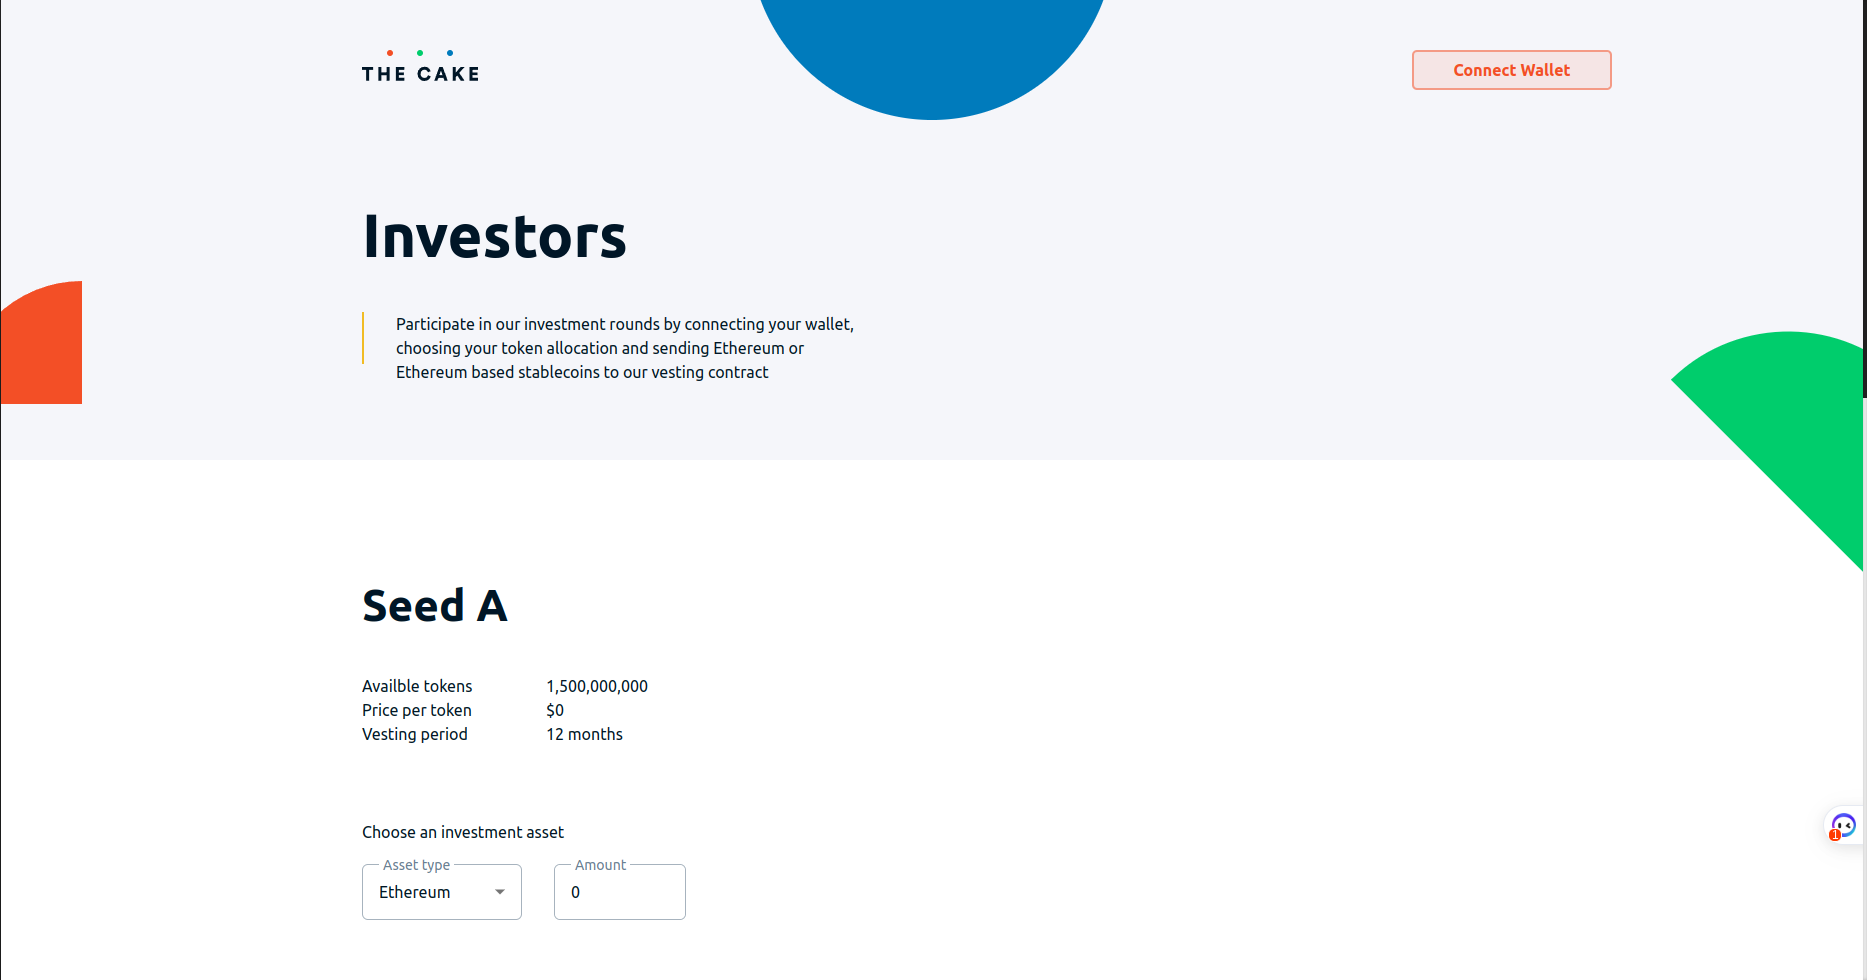 THE CAKE
Connect Wallet
Investors
Participate in our investment rounds by connecting your wallet,
choosing your token allocation and sending Ethereum or
Ethereum based stablecoins to our vesting contract
Seed A
Availble tokens 1,500,000,000
Price per token $0
Vesting period 12 months
Choose an investment asset
Asset type Amount
Ethereum 0
1